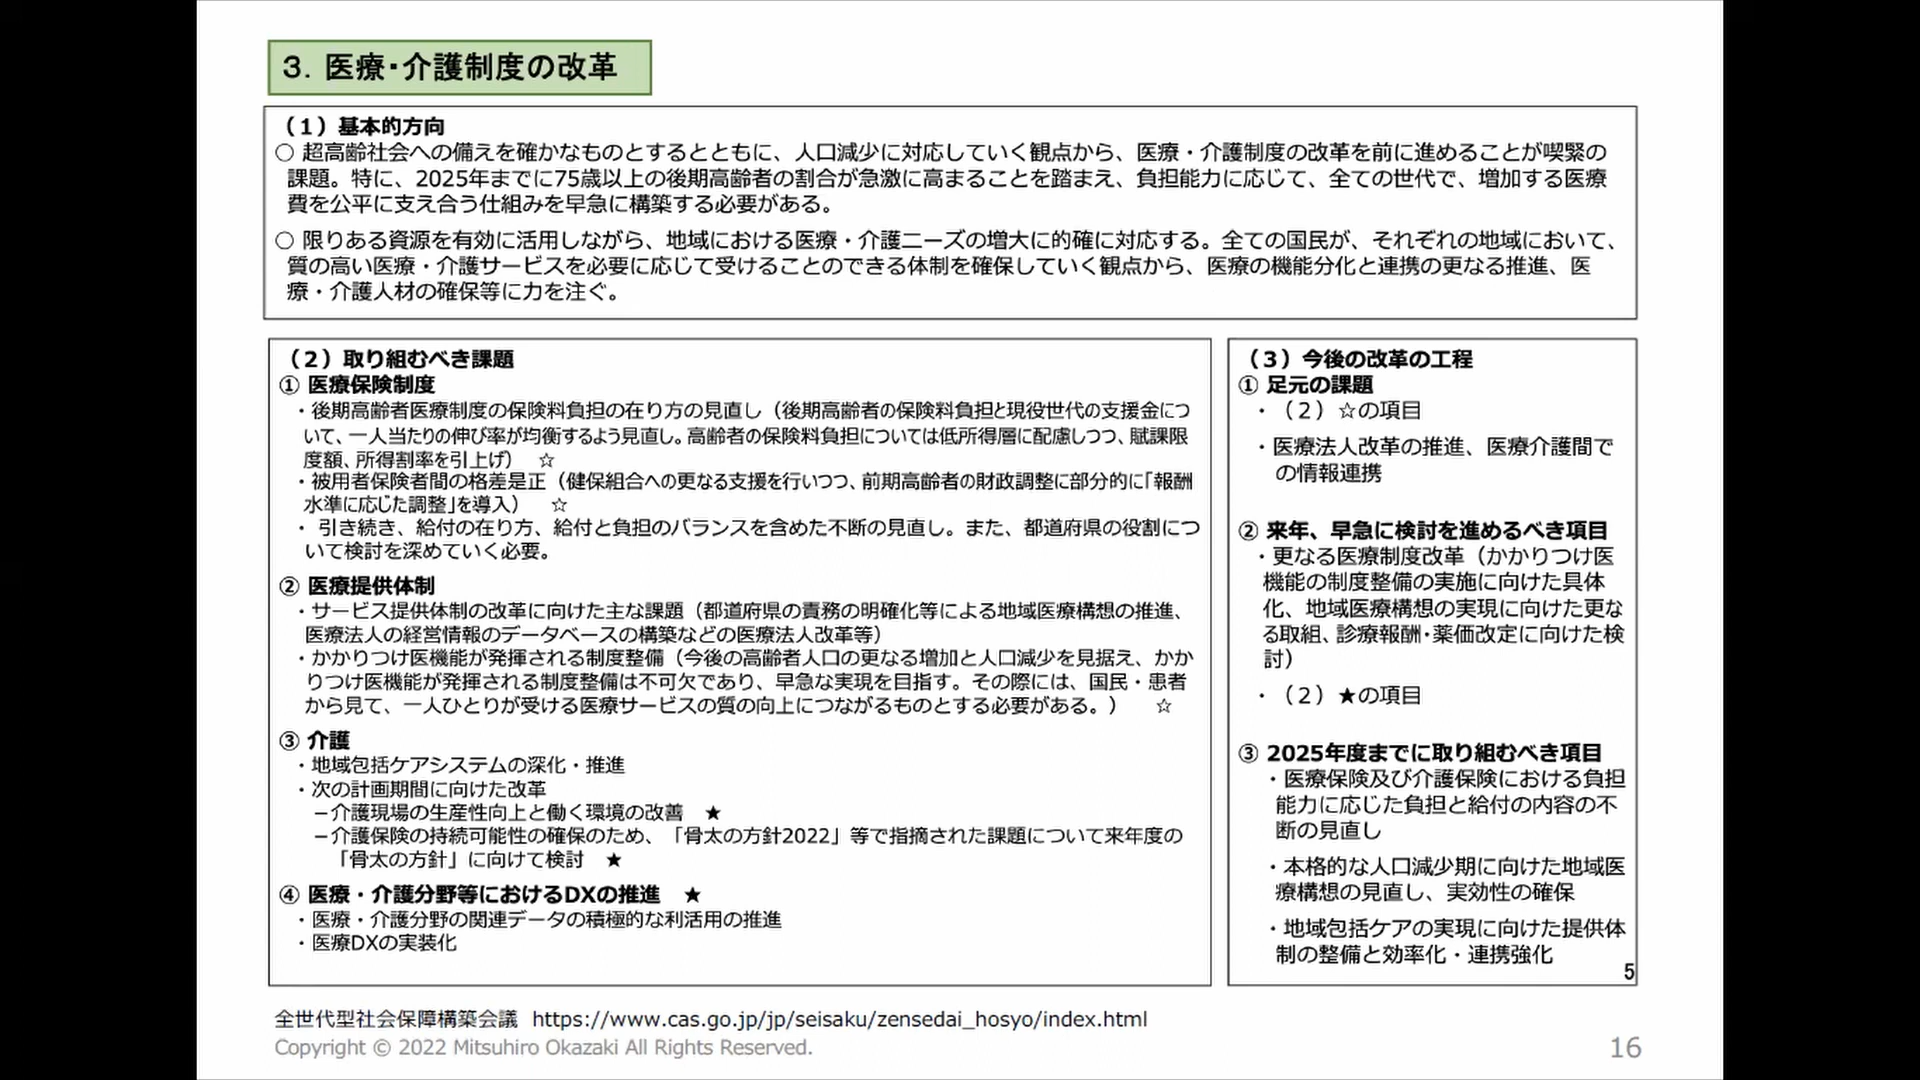 ３．医療・介護制度の改革
（１）基本的方向
○ 超高齢社会への備えを確かなものとするとともに、人口減少に対応していく観点から、医療・介護制度の改革を前に進めることが喫緊の
課題。特に、2025年までに75歳以上の後期高齢者の割合が急激に高まることを踏まえ、負担能力に応じて、全ての世代で、増加する医療
費を公平に支え合う仕組みを早急に構築する必要がある。
○ 限りある資源を有効に活用しながら、地域における医療・介護ニーズの増大に的確に対応する。全ての国民が、それぞれの地域において、
質の高い医療・介護サービスを必要に応じて受けることのできる体制を確保していく観点から、医療の機能分化と連携の更なる推進、医
療・介護人材の確保等に力を注ぐ。
（２）取り組むべき課題
① 医療保険制度
・後期高齢者医療制度の保険料負担の在り方の見直し（後期高齢者の保険料負担と現役世代の支援金につ
いて、一人当たりの伸び率が均衡するよう見直し。高齢者の保険料負担については低所得層に配慮しつつ、賦課限
度額、所得割率を引上げ） ☆
・被用者保険者間の格差是正（健保組合への更なる支援を行いつつ、前期高齢者の財政調整に部分的に「報酬
水準に応じた調整」を導入） ☆
・ 引き続き、給付の在り方、給付と負担のバランスを含めた不断の見直し。また、都道府県の役割につ
いて検討を深めていく必要。
② 医療提供体制
・サービス提供体制の改革に向けた主な課題（都道府県の責務の明確化等による地域医療構想の推進、
医療法人の経営情報のデータベースの構築などの医療法人改革等）
・かかりつけ医機能が発揮される制度整備（今後の高齢者人口の更なる増加と人口減少を見据え、かか
りつけ医機能が発揮される制度整備は不可欠であり、早急な実現を目指す。その際には、国民・患者
から見て、一人ひとりが受ける医療サービスの質の向上につながるものとする必要がある。） ☆
③ 介護
・地域包括ケアシステムの深化・推進
・次の計画期間に向けた改革
－介護現場の生産性向上と働く環境の改善 ★
－介護保険の持続可能性の確保のため、「骨太の方針2022」等で指摘された課題について来年度の
「骨太の方針」に向けて検討 ★
④ 医療・介護分野等におけるDXの推進 ★
・医療・介護分野の関連データの積極的な利活用の推進
・医療DXの実装化
（３）今後の改革の工程
① 足元の課題
・（２）☆の項目
・医療法人改革の推進、医療介護間で
の情報連携
② 来年、早急に検討を進めるべき項目
・更なる医療制度改革（かかりつけ医
機能の制度整備の実施に向けた具体
化、地域医療構想の実現に向けた更な
る取組、診療報酬・薬価改定に向けた検
討）
・（２）★の項目
③ 2025年度までに取り組むべき項目
・医療保険及び介護保険における負担
能力に応じた負担と給付の内容の不
断の見直し
・本格的な人口減少期に向けた地域医
療構想の見直し、実効性の確保
・地域包括ケアの実現に向けた提供体
制の整備と効率化・連携強化
5
全世代型社会保障構築会議 https://www.cas.go.jp/jp/seisaku/zensedai_hosyo/index.html
Copyright © 2022 Mitsuhiro Okazaki All Rights Reserved.
16